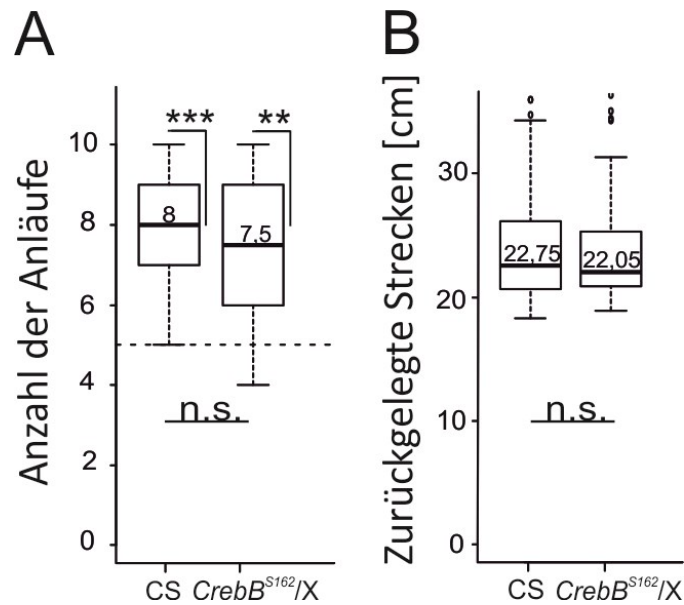 A
Anzahl der Anläufe
10
8
6
4
2
0
***
**
8
7,5
n.s.
CS CrebB^S162/X
B
Zurückgelegte Strecken [cm]
30
20
10
0
22,75
22,05
n.s.
CS CrebB^S162/X